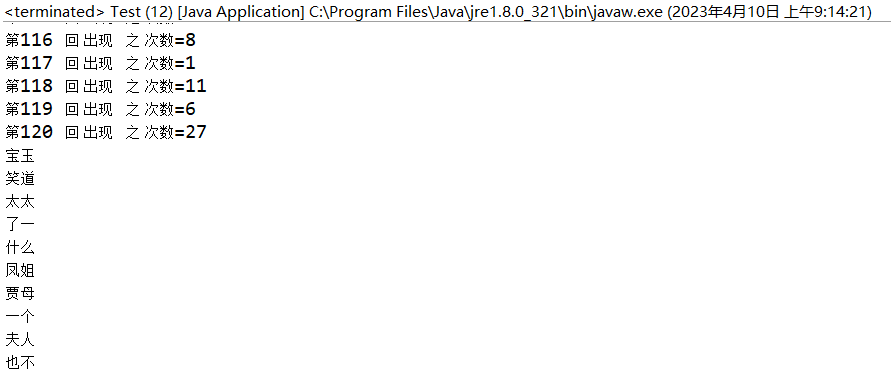 <terminated> Test (12) [Java Application] C:\Program Files\Java\jre1.8.0_321\bin\javaw.exe (2023年4月10日 上午9:14:21)
第116 回 出现 之 次数=8
第117 回 出现 之 次数=1
第118 回 出现 之 次数=11
第119 回 出现 之 次数=6
第120 回 出现 之 次数=27
宝玉
笑道
太太
了一
什么
凤姐
贾母
一个
夫人
也不